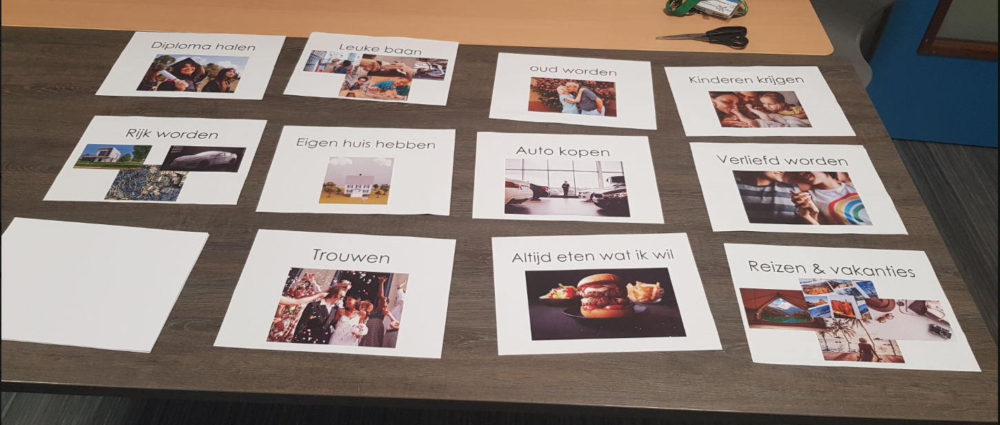 Diploma halen
Leuke baan
oud worden
Kinderen krijgen
Rijk worden
Eigen huis hebben
Auto kopen
Verliefd worden
Trouwen
Altijd eten wat ik wil
Reizen & vakanties